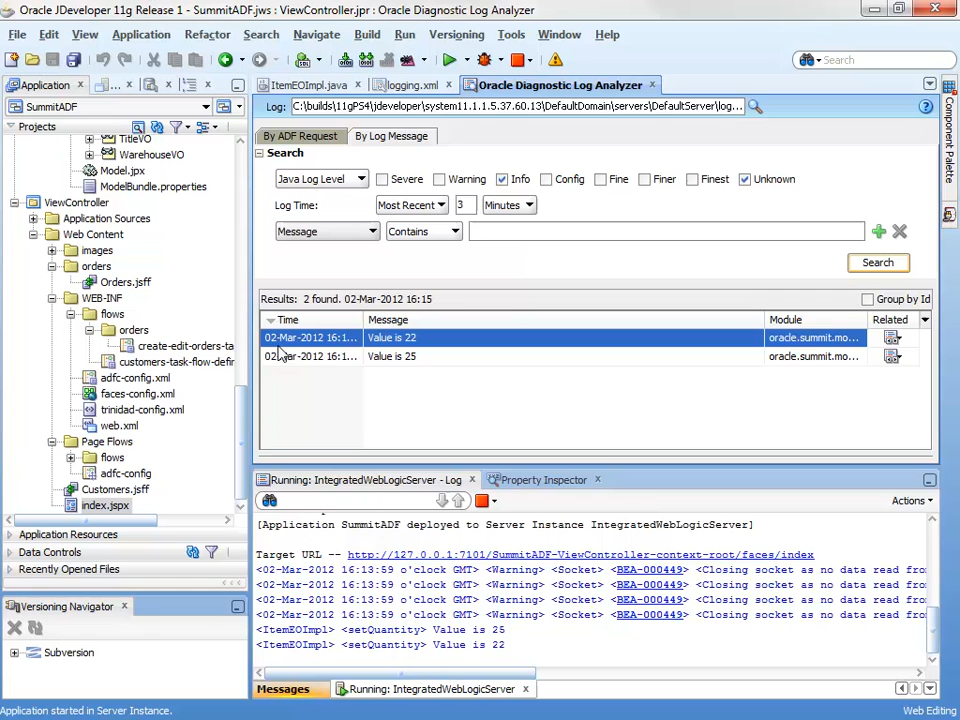 Oracle JDeveloper 11g Release 1 - SummitADF.jws : ViewController.jpr : Oracle Diagnostic Log Analyzer
File Edit View Application Refactor Search Navigate Build Run Versioning Tools Window Help
Search
Application
...
ItemEOImpl.java
logging.xml
Oracle Diagnostic Log Analyzer
SummitADF
Log: C:\builds\11gPS4\jdeveloper\system11.1.1.5.37.60.13\DefaultDomain\servers\DefaultServer\log...
Projects
By ADF Request
By Log Message
TitleVO
WarehouseVO
Model.jpx
ModelBundle.properties
ViewController
Application Sources
Web Content
images
orders
Orders.jsff
WEB-INF
flows
orders
create-edit-orders-ta
customers-task-flow-defir
adfc-config.xml
faces-config.xml
trinidad-config.xml
web.xml
Page Flows
flows
adfc-config
Customers.jsff
index.jspx
Application Resources
Data Controls
Recently Opened Files
Versioning Navigator
Subversion
Search
Java Log Level Severe Warning Info Config Fine Finer Finest Unknown
Log Time: Most Recent 3 Minutes
Message Contains
Search
Results: 2 found. 02-Mar-2012 16:15
Group by Id
Time Message Module Related
02-Mar-2012 16:1... Value is 22 oracle.summit.mo...
02-Mar-2012 16:1... Value is 25 oracle.summit.mo...
Running: IntegratedWebLogicServer - Log
Property Inspector
Actions
[Application SummitADF deployed to Server Instance IntegratedWebLogicServer]
Target URL -- http://127.0.0.1:7101/SummitADF-ViewController-context-root/faces/index
<02-Mar-2012 16:13:59 o'clock GMT> <Warning> <Socket> <BEA-000449> <Closing socket as no data read from
<02-Mar-2012 16:13:59 o'clock GMT> <Warning> <Socket> <BEA-000449> <Closing socket as no data read from
<02-Mar-2012 16:13:59 o'clock GMT> <Warning> <Socket> <BEA-000449> <Closing socket as no data read from
<02-Mar-2012 16:13:59 o'clock GMT> <Warning> <Socket> <BEA-000449> <Closing socket as no data read from
<ItemEOImpl> <setQuantity> Value is 25
<ItemEOImpl> <setQuantity> Value is 22
Messages
Running: IntegratedWebLogicServer
Component Palette
Application started in Server Instance.
Web Editing